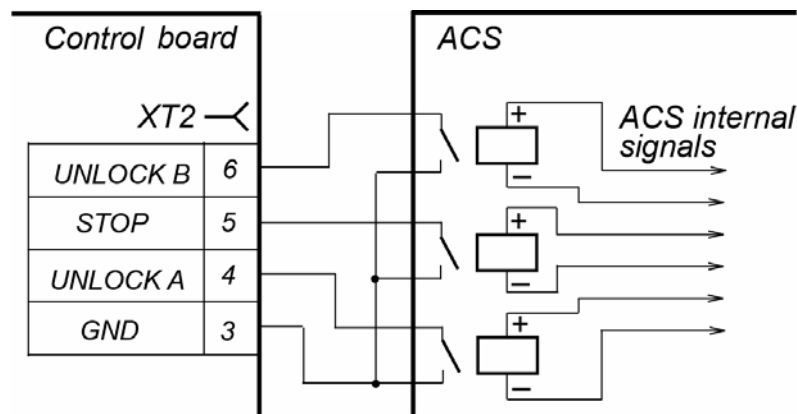 Control board
ACS
XT2
ACS internal
signals
UNLOCK B 6
STOP 5
UNLOCK A 4
GND 3
+
−
+
−
+
−